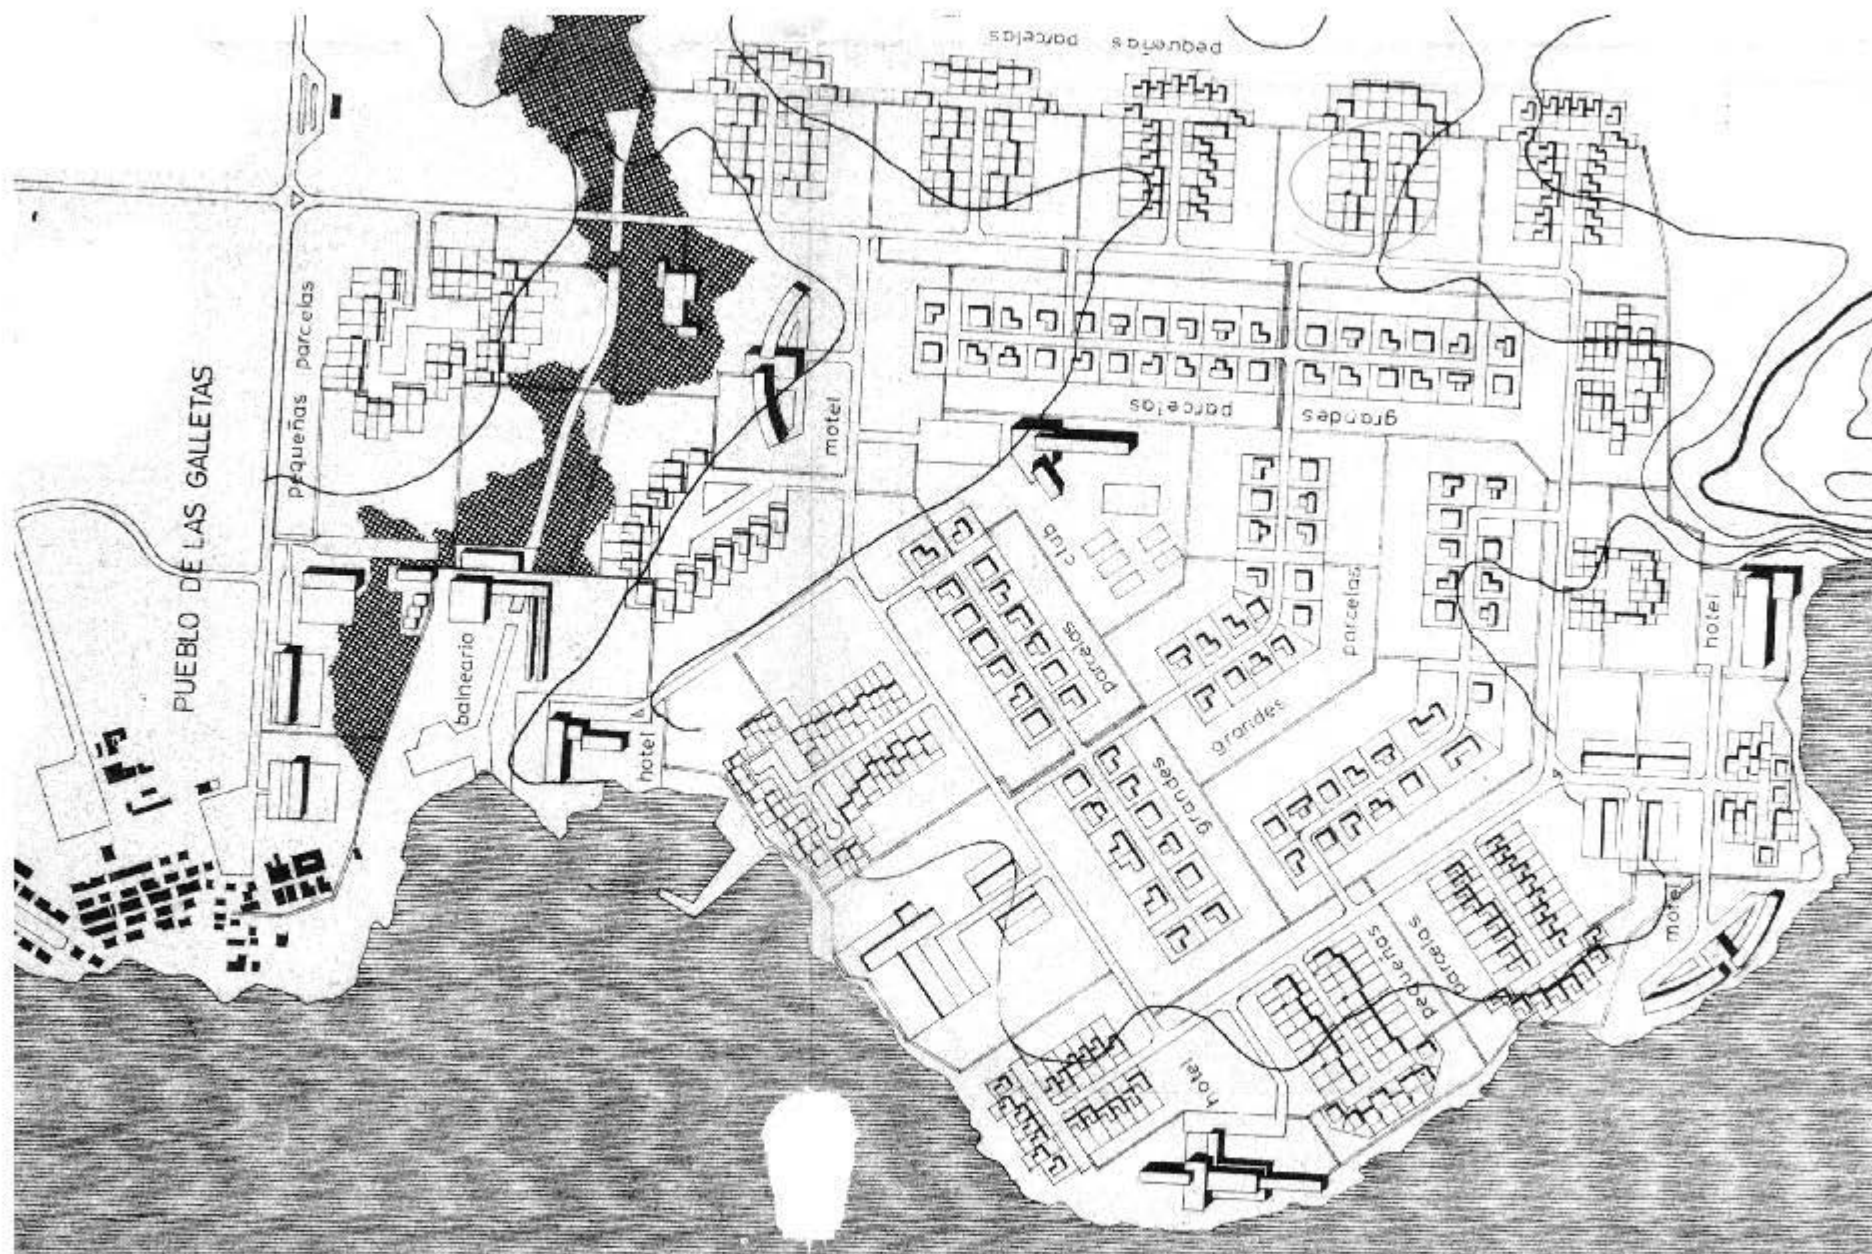 pequeñas parcelas
PUEBLO DE LAS GALLETAS
pequeñas parcelas
motel
grandes parcelas
club
parcelas
grandes
parcelas
grandes
balneario
hotel
hotel
pequeñas
parcelas
motel
hotel